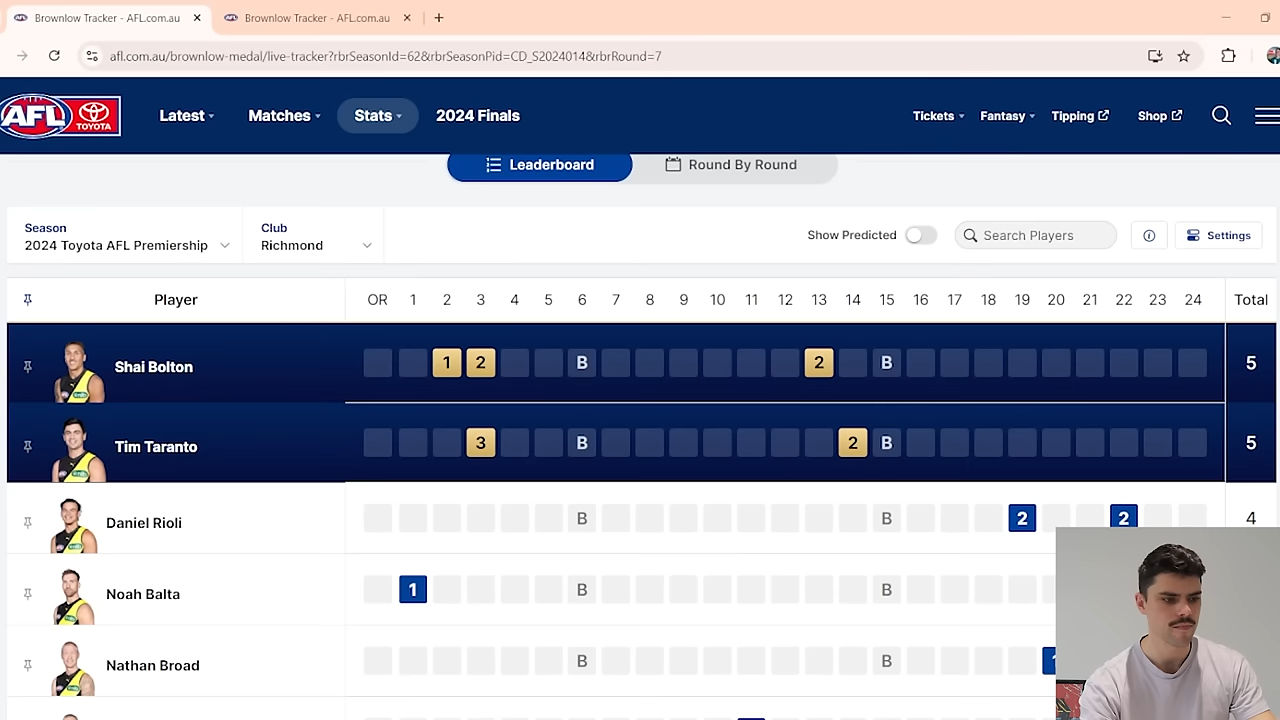 Brownlow Tracker - AFL.com.au
Brownlow Tracker - AFL.com.au
afl.com.au/brownlow-medal/live-tracker?rbrSeasonId=62&rbrSeasonPid=CD_S2024014&rbrRound=7
AFL TOYOTA Latest Matches Stats 2024 Finals Tickets Fantasy Tipping Shop
Leaderboard Round By Round
Season
2024 Toyota AFL Premiership
Club
Richmond
Show Predicted Search Players Settings
Player OR 1 2 3 4 5 6 7 8 9 10 11 12 13 14 15 16 17 18 19 20 21 22 23 24 Total
Shai Bolton 1 2 B 2 B 5
Tim Taranto 3 B 2 B 5
Daniel Rioli B B 2 2 4
Noah Balta 1 B B
Nathan Broad B B